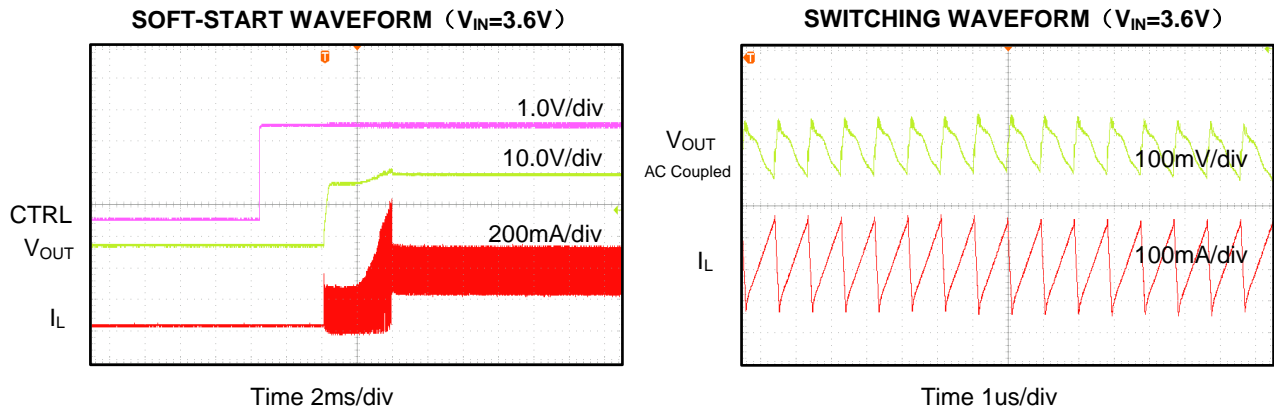 SOFT-START WAVEFORM（VIN=3.6V）
T
1.0V/div
10.0V/div
CTRL
VOUT
200mA/div
IL
Time 2ms/div
SWITCHING WAVEFORM（VIN=3.6V）
T
VOUT
AC Coupled
100mV/div
IL
100mA/div
Time 1us/div